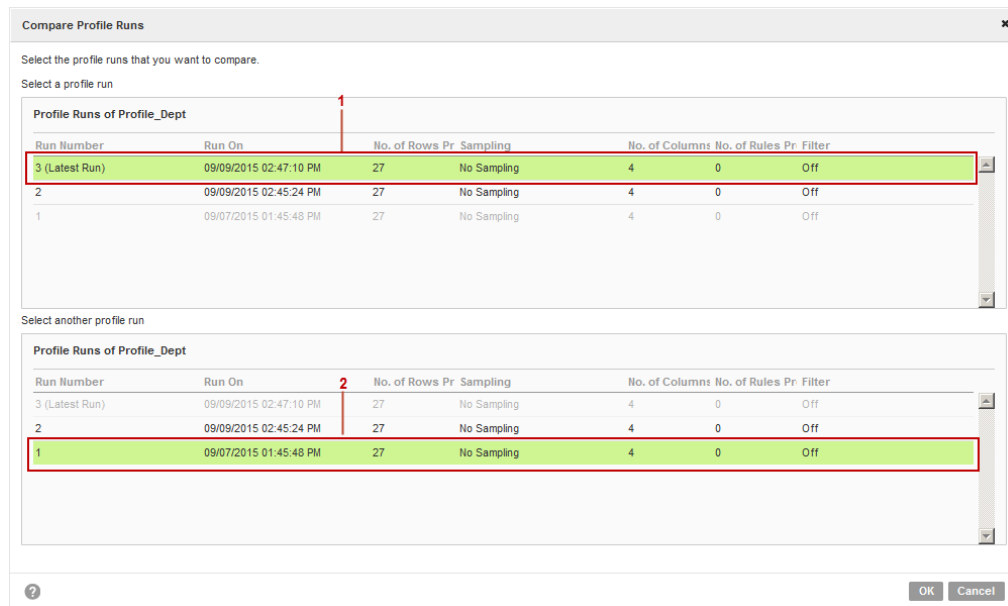 Compare Profile Runs
Select the profile runs that you want to compare.
Select a profile run
1
Profile Runs of Profile_Dept
Run Number Run On No. of Rows Pr Sampling No. of Columns No. of Rules Pr Filter
3 (Latest Run) 09/09/2015 02:47:10 PM 27 No Sampling 4 0 Off
2 09/09/2015 02:45:24 PM 27 No Sampling 4 0 Off
1 09/07/2015 01:45:48 PM 27 No Sampling 4 0 Off
Select another profile run
Profile Runs of Profile_Dept
Run Number Run On 2 No. of Rows Pr Sampling No. of Columns No. of Rules Pr Filter
3 (Latest Run) 09/09/2015 02:47:10 PM 27 No Sampling 4 0 Off
2 09/09/2015 02:45:24 PM 27 No Sampling 4 0 Off
1 09/07/2015 01:45:48 PM 27 No Sampling 4 0 Off
? OK Cancel